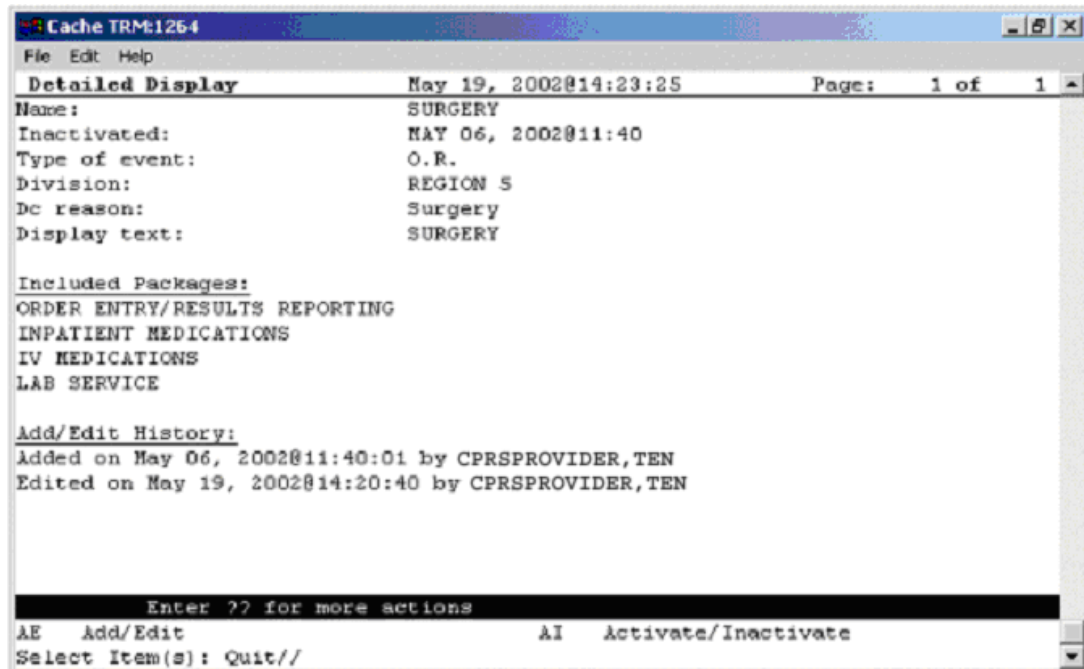 Cache TRM:1264
File Edit Help
Detailed Display May 19, 2002@14:23:25 Page: 1 of 1
Name: SURGERY
Inactivated: MAY 06, 2002@11:40
Type of event: O.R.
Division: REGION 5
Dc reason: Surgery
Display text: SURGERY
Included Packages:
ORDER ENTRY/RESULTS REPORTING
INPATIENT MEDICATIONS
IV MEDICATIONS
LAB SERVICE
Add/Edit History:
Added on May 06, 2002@11:40:01 by CPRSPROVIDER,TEN
Edited on May 19, 2002@14:20:40 by CPRSPROVIDER,TEN
Enter ?? for more actions
AE Add/Edit AI Activate/Inactivate
Select Item(s): Quit//